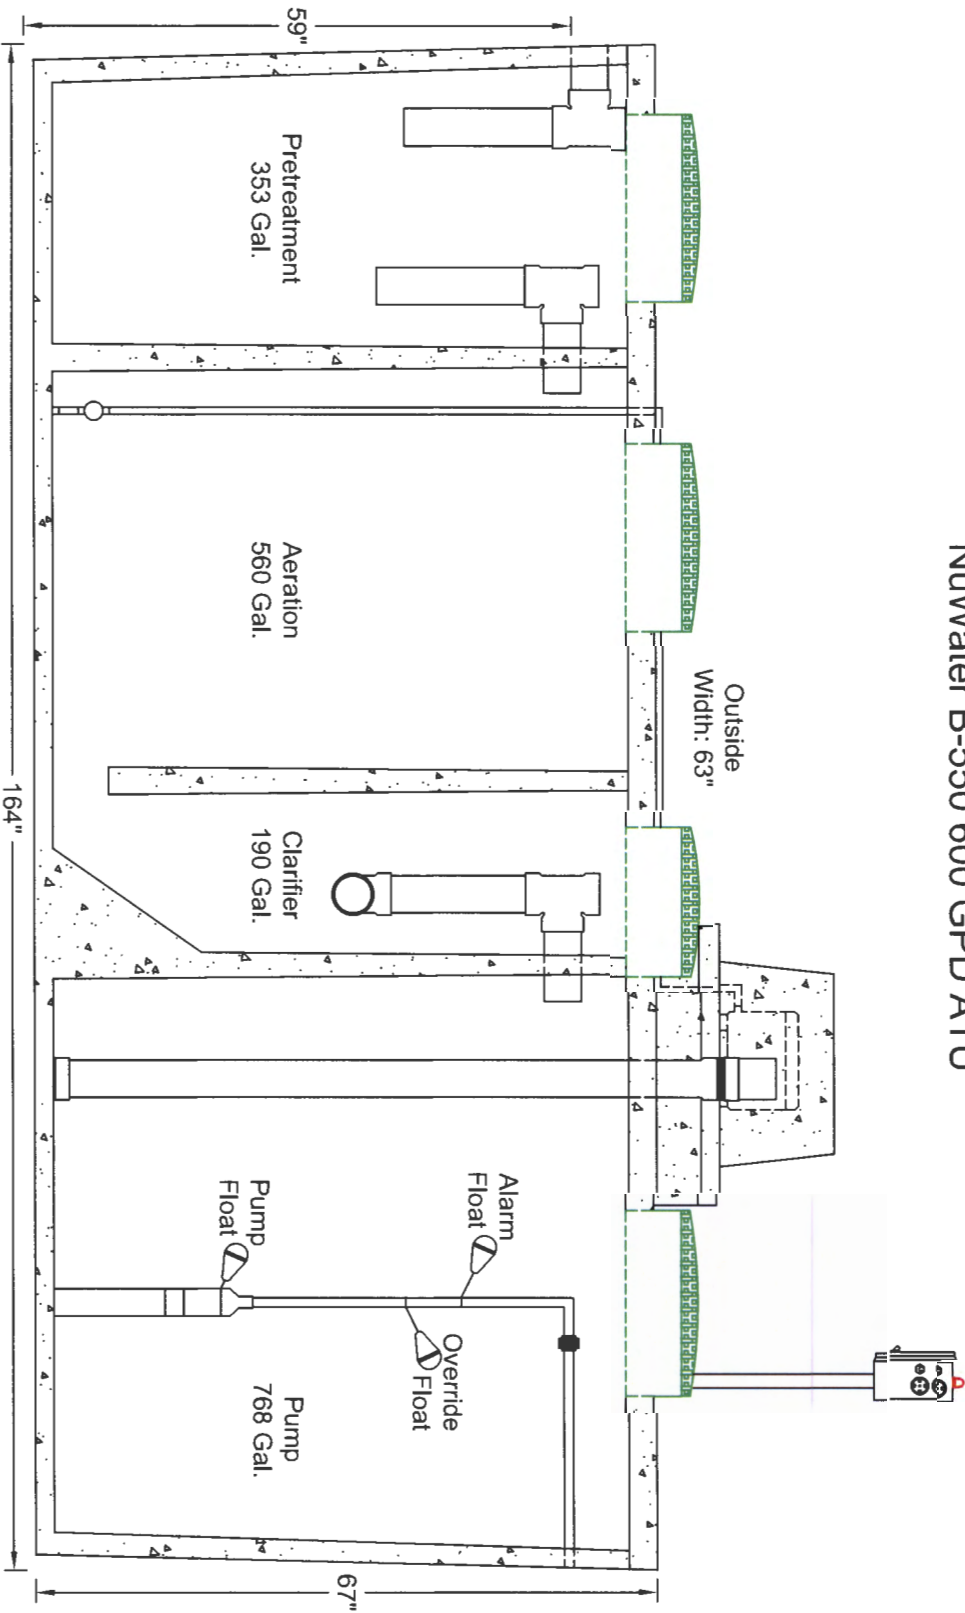 NuWater B-550 600 GPD ATU
Outside
Width: 63"
59"
Pretreatment
353 Gal.
Aeration
560 Gal.
Clarifier
190 Gal.
Alarm
Float
Pump
Float
Override
Float
Pump
768 Gal.
67"
164"